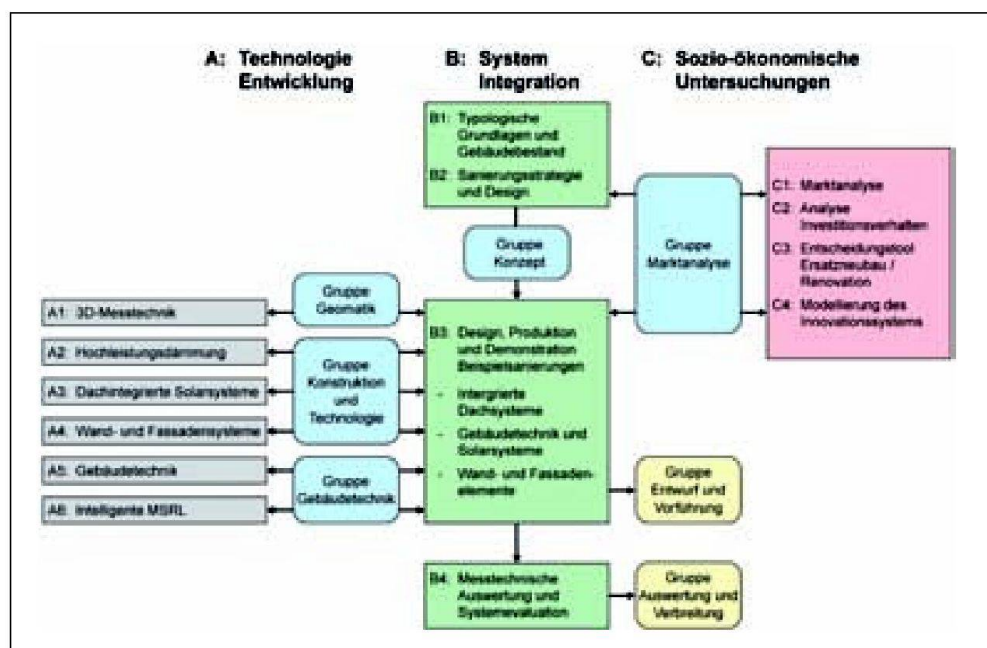 A: Technologie
Entwicklung
B: System
Integration
C: Sozio-ökonomische
Untersuchungen
B1: Typologische
Grundlagen und
Gebäudebestand
B2: Sanierungsstrategie
und Design
Gruppe
Konzept
Gruppe
Marktanalyse
C1: Marktanalyse
C2: Analyse
Investitionsverhalten
C3: Entscheidungstool
Ersatzneubau /
Renovation
C4: Modellierung des
Innovationssystems
Gruppe
Geomatik
A1: 3D-Messtechnik
A2: Hochleistungsdämmung
A3: Dachintegrierte Solarsysteme
A4: Wand- und Fassadensysteme
A5: Gebäudetechnik
A6: Intelligente MSRL
Gruppe
Konstruktion
und
Technologie
Gruppe
Gebäudetechnik
B3: Design, Produktion
und Demonstration
Beispielsanierungen
- Intergrierte
Dachsysteme
- Gebäudetechnik und
Solarsysteme
- Wand- und Fassaden-
elemente
Gruppe
Entwurf und
Vorführung
B4: Messtechnische
Auswertung und
Systemevaluation
Gruppe
Auswertung und
Verbreitung